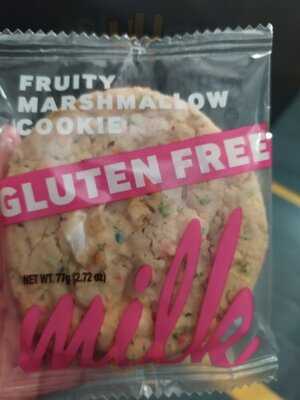 FRUITY
MARSHMALLOW
COOKIE
GLUTEN FREE
NET WT. 77g (2.72 oz)
milk